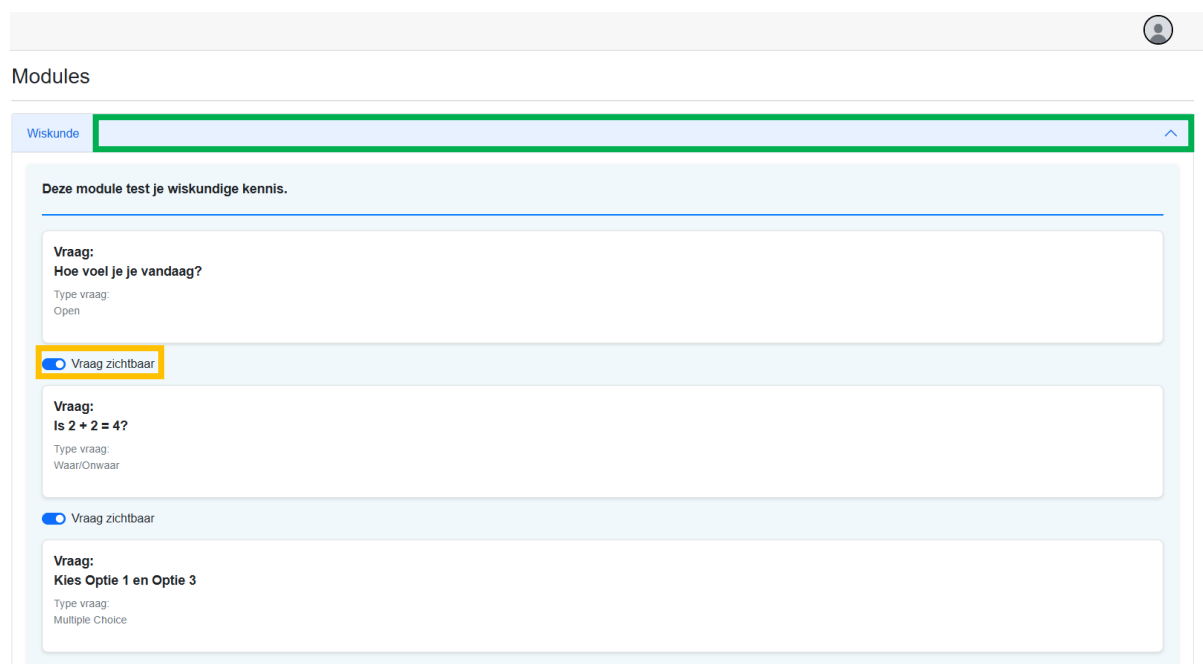 Modules
Wiskunde
Deze module test je wiskundige kennis.
Vraag:
Hoe voel je je vandaag?
Type vraag:
Open
Vraag zichtbaar
Vraag:
Is 2 + 2 = 4?
Type vraag:
Waar/Onwaar
Vraag zichtbaar
Vraag:
Kies Optie 1 en Optie 3
Type vraag:
Multiple Choice